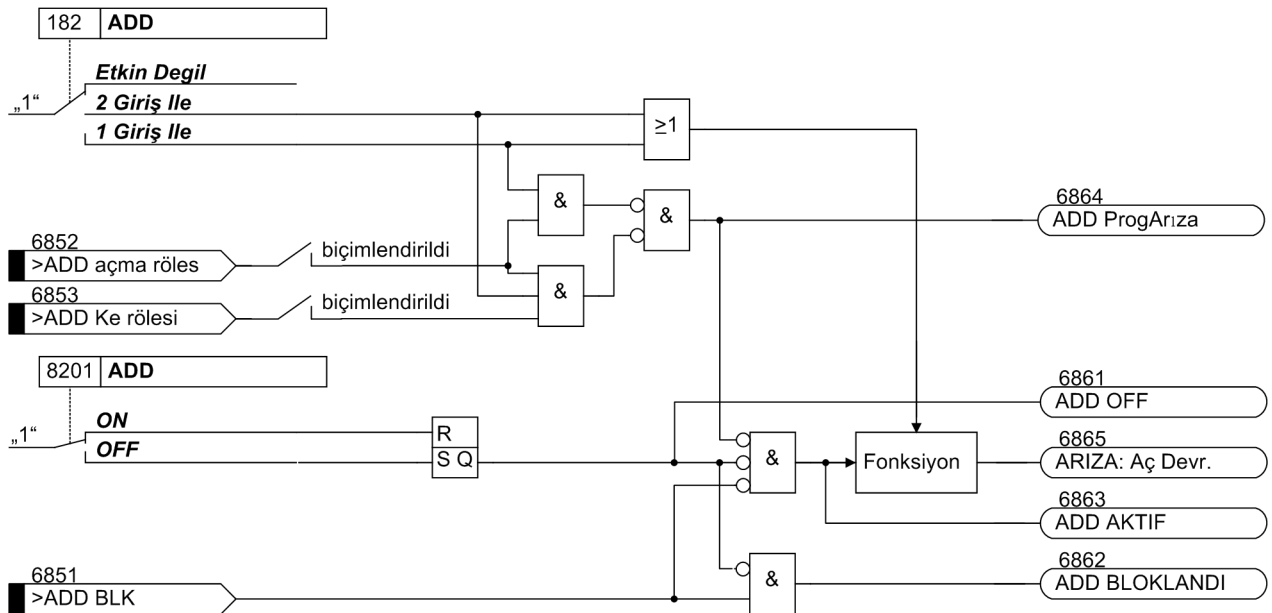 182 ADD
Etkin Degil
„1“
2 Giriş Ile
1 Giriş Ile
≥1
&
&
&
6864
ADD ProgArıza
6852
>ADD açma röles
biçimlendirildi
6853
>ADD Ke rölesi
biçimlendirildi
8201 ADD
ON
„1“
OFF
R
S Q
6861
ADD OFF
&
Fonksiyon
6865
ARIZA: Aç Devr.
6863
ADD AKTIF
6862
ADD BLOKLANDI
&
6851
>ADD BLK